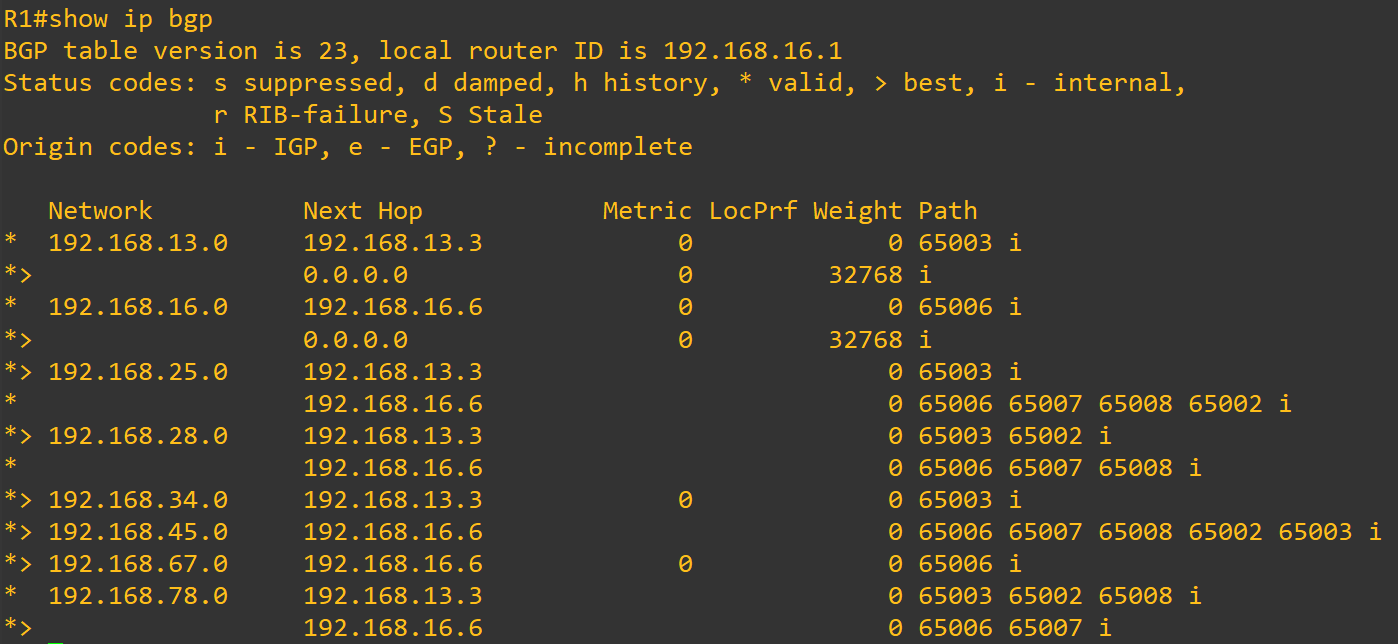 R1#show ip bgp
BGP table version is 23, local router ID is 192.168.16.1
Status codes: s suppressed, d damped, h history, * valid, > best, i - internal,
              r RIB-failure, S Stale
Origin codes: i - IGP, e - EGP, ? - incomplete

   Network          Next Hop            Metric LocPrf Weight Path
*  192.168.13.0     192.168.13.3             0             0 65003 i
*>                  0.0.0.0                  0         32768 i
*  192.168.16.0     192.168.16.6             0             0 65006 i
*>                  0.0.0.0                  0         32768 i
*> 192.168.25.0     192.168.13.3                           0 65003 i
*                   192.168.16.6                           0 65006 65007 65008 65002 i
*> 192.168.28.0     192.168.13.3                           0 65003 65002 i
*                   192.168.16.6                           0 65006 65007 65008 i
*> 192.168.34.0     192.168.13.3             0             0 65003 i
*> 192.168.45.0     192.168.16.6                           0 65006 65007 65008 65002 65003 i
*> 192.168.67.0     192.168.16.6             0             0 65006 i
*  192.168.78.0     192.168.13.3                           0 65003 65002 65008 i
*>                  192.168.16.6                           0 65006 65007 i